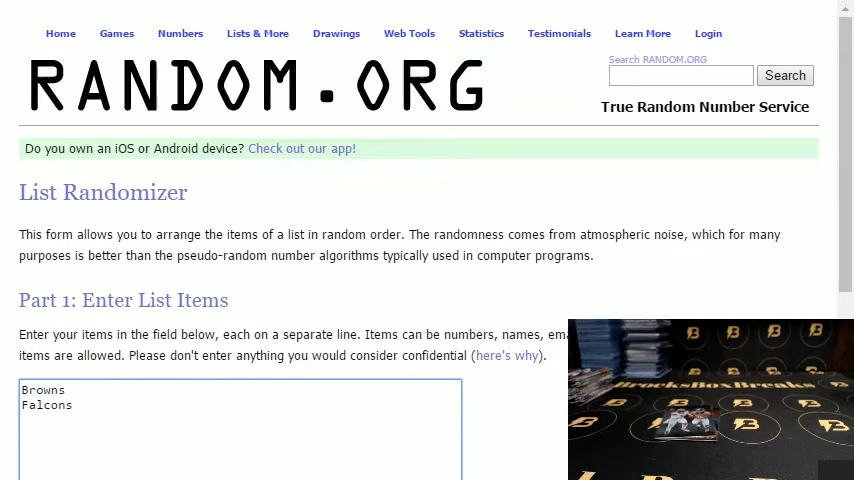 Home Games Numbers Lists & More Drawings Web Tools Statistics Testimonials Learn More Login
RANDOM.ORG
Search RANDOM.ORG
Search
True Random Number Service
Do you own an iOS or Android device? Check out our app!
List Randomizer
This form allows you to arrange the items of a list in random order. The randomness comes from atmospheric noise, which for many
purposes is better than the pseudo-random number algorithms typically used in computer programs.
Part 1: Enter List Items
Enter your items in the field below, each on a separate line. Items can be numbers, names, ema
items are allowed. Please don't enter anything you would consider confidential (here's why).
Browns
Falcons
BrocksBoxBreaks